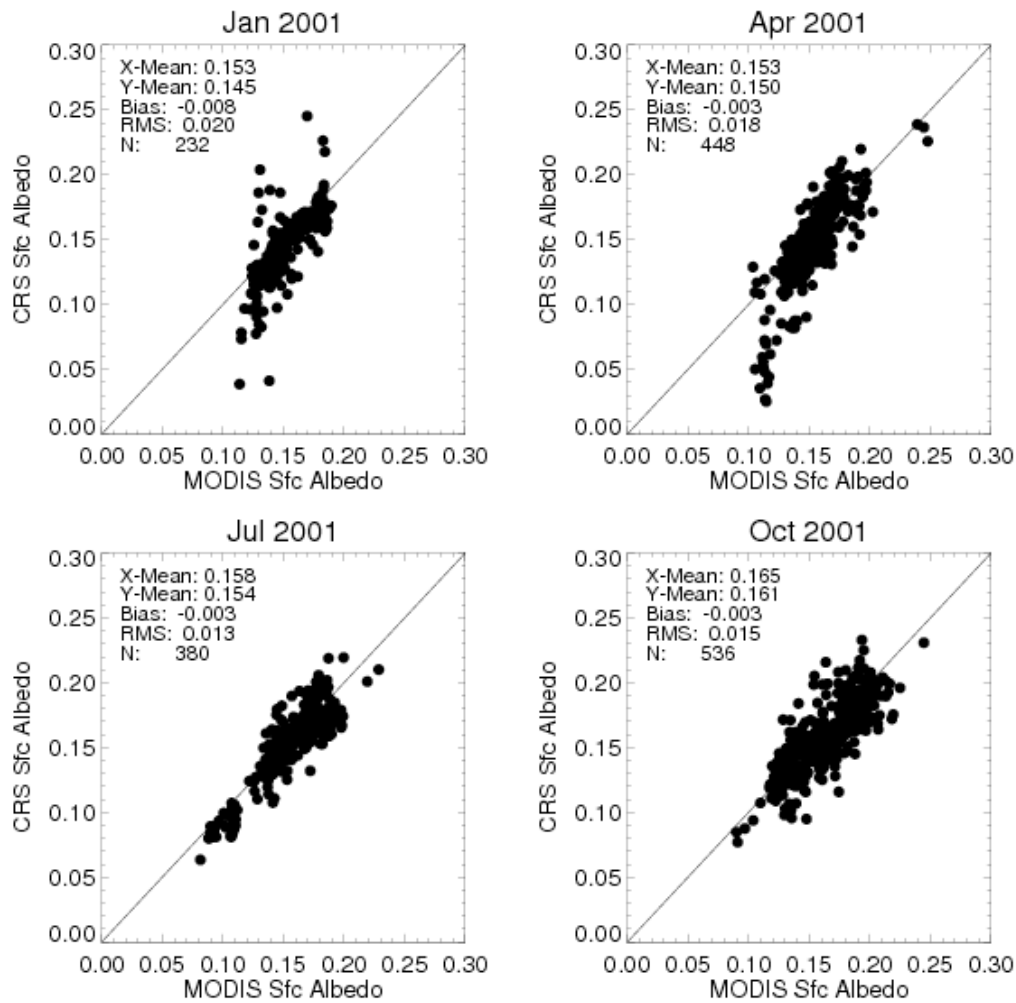 Jan 2001
0.30
0.25
0.20
0.15
0.10
0.05
0.00
CRS Sfc Albedo
X-Mean: 0.153
Y-Mean: 0.145
Bias: -0.008
RMS: 0.020
N: 232
0.00 0.05 0.10 0.15 0.20 0.25 0.30
MODIS Sfc Albedo
Apr 2001
0.30
0.25
0.20
0.15
0.10
0.05
0.00
CRS Sfc Albedo
X-Mean: 0.153
Y-Mean: 0.150
Bias: -0.003
RMS: 0.018
N: 448
0.00 0.05 0.10 0.15 0.20 0.25 0.30
MODIS Sfc Albedo
Jul 2001
0.30
0.25
0.20
0.15
0.10
0.05
0.00
CRS Sfc Albedo
X-Mean: 0.158
Y-Mean: 0.154
Bias: -0.003
RMS: 0.013
N: 380
0.00 0.05 0.10 0.15 0.20 0.25 0.30
MODIS Sfc Albedo
Oct 2001
0.30
0.25
0.20
0.15
0.10
0.05
0.00
CRS Sfc Albedo
X-Mean: 0.165
Y-Mean: 0.161
Bias: -0.003
RMS: 0.015
N: 536
0.00 0.05 0.10 0.15 0.20 0.25 0.30
MODIS Sfc Albedo